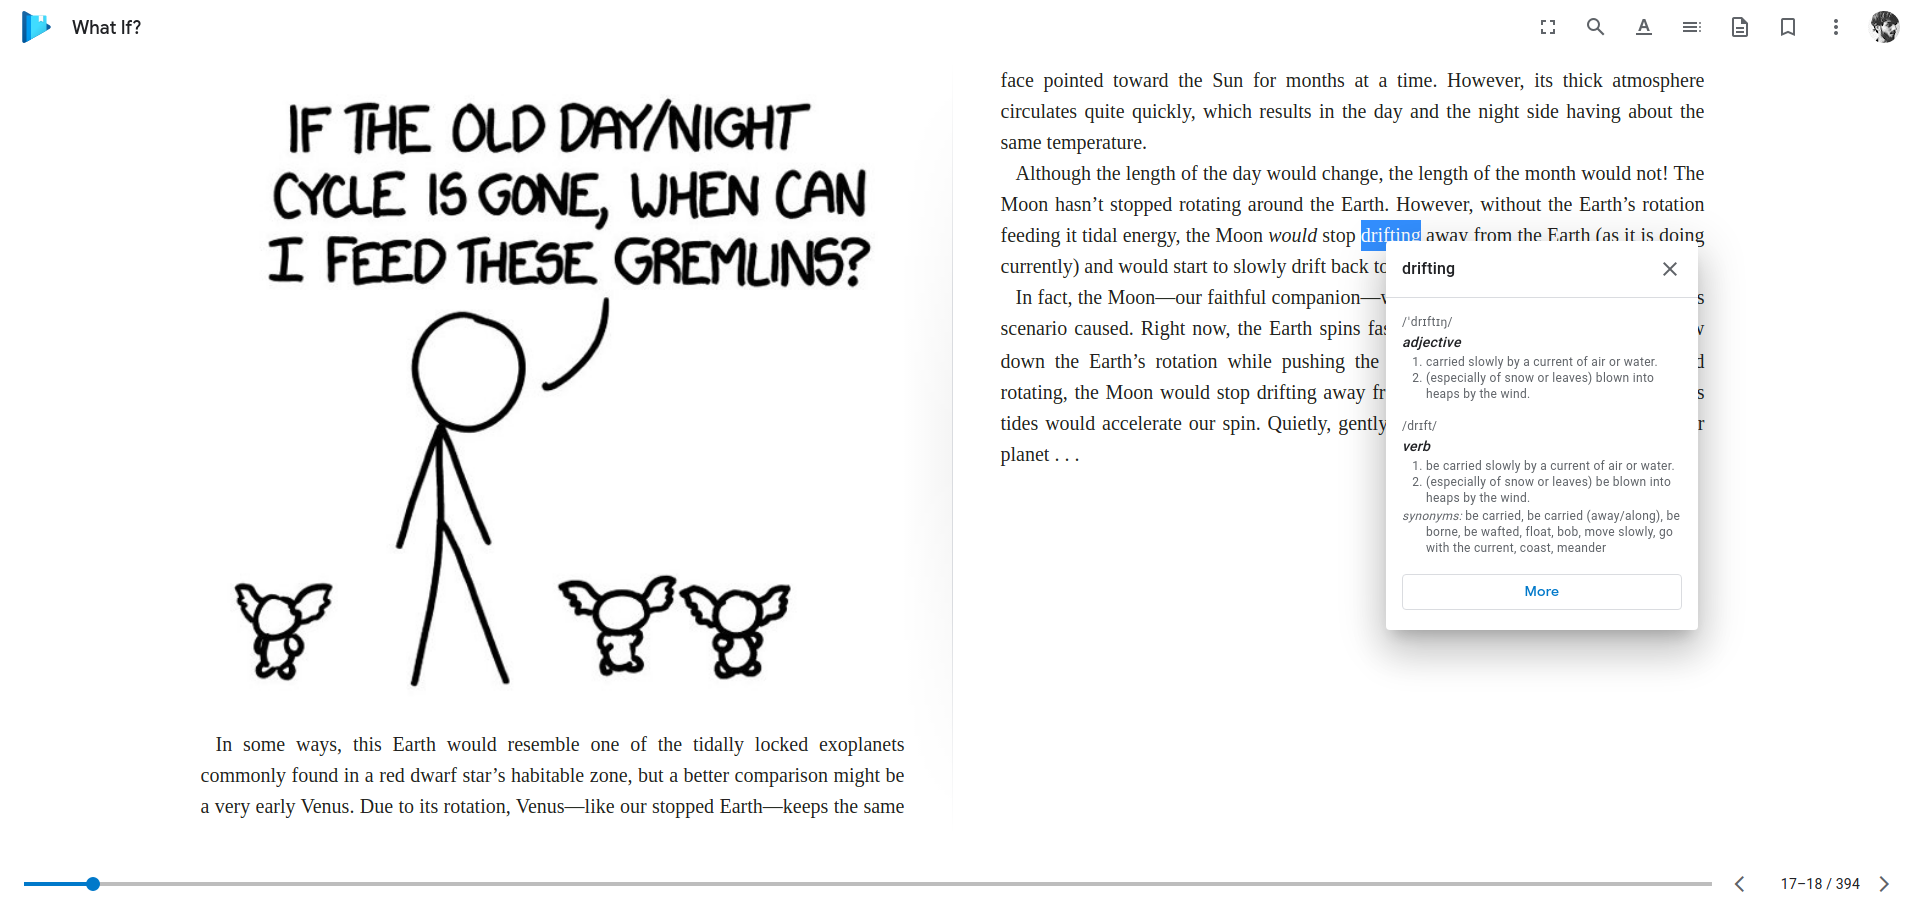 What If?
IF THE OLD DAY/NIGHT
CYCLE IS GONE, WHEN CAN
I FEED THESE GREMLINS?
In some ways, this Earth would resemble one of the tidally locked exoplanets
commonly found in a red dwarf star’s habitable zone, but a better comparison might be
a very early Venus. Due to its rotation, Venus—like our stopped Earth—keeps the same
face pointed toward the Sun for months at a time. However, its thick atmosphere
circulates quite quickly, which results in the day and the night side having about the
same temperature.
Although the length of the day would change, the length of the month would not! The
Moon hasn’t stopped rotating around the Earth. However, without the Earth’s rotation
feeding it tidal energy, the Moon would stop drifting away from the Earth (as it is doing
currently) and would start to slowly drift back
In fact, the Moon—our faithful companion—
scenario caused. Right now, the Earth spins
down the Earth’s rotation while pushing the
rotating, the Moon would stop drifting away
tides would accelerate our spin. Quietly, gently
planet . . .
drifting
/ˈdrɪftɪŋ/
adjective
1. carried slowly by a current of air or water.
2. (especially of snow or leaves) blown into
heaps by the wind.
/drɪft/
verb
1. be carried slowly by a current of air or water.
2. (especially of snow or leaves) be blown into
heaps by the wind.
synonyms: be carried, be carried (away/along), be
borne, be wafted, float, bob, move slowly, go
with the current, coast, meander
More
17–18 / 394